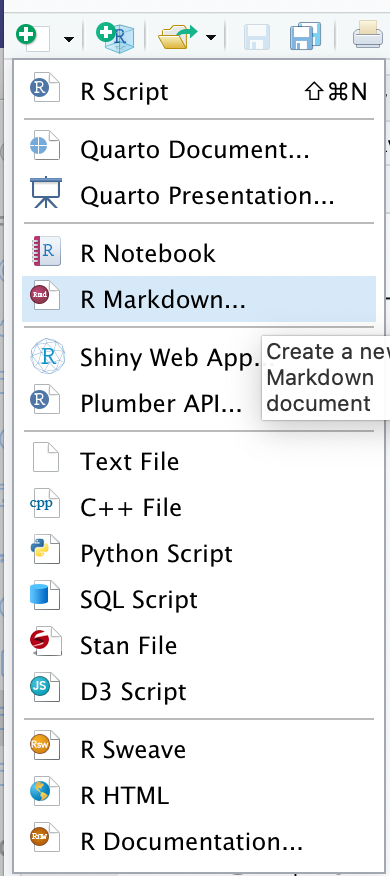 R Script ⇧⌘N
Quarto Document...
Quarto Presentation...
R Notebook
R Markdown...
Shiny Web App.
Create a new
Markdown
document
Plumber API...
Text File
C++ File
Python Script
SQL Script
Stan File
D3 Script
R Sweave
R HTML
R Documentation...